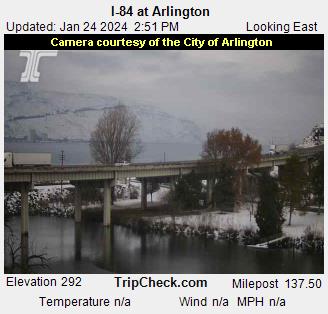 I-84 at Arlington
Updated: Jan 24 2024 2:51 PM Looking East
Camera courtesy of the City of Arlington
Elevation 292 TripCheck.com Milepost 137.50
Temperature n/a Wind n/a MPH n/a